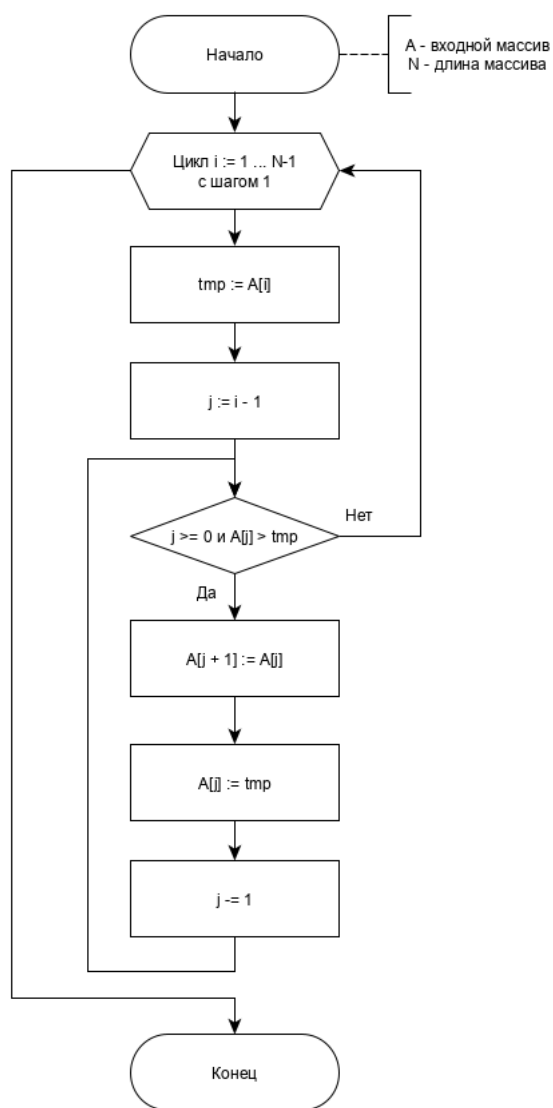 Начало
А - входной массив
N - длина массива
Цикл i := 1 ... N-1
с шагом 1
tmp := A[i]
j := i - 1
j >= 0 и A[j] > tmp
Нет
Да
A[j + 1] := A[j]
A[j] := tmp
j -= 1
Конец